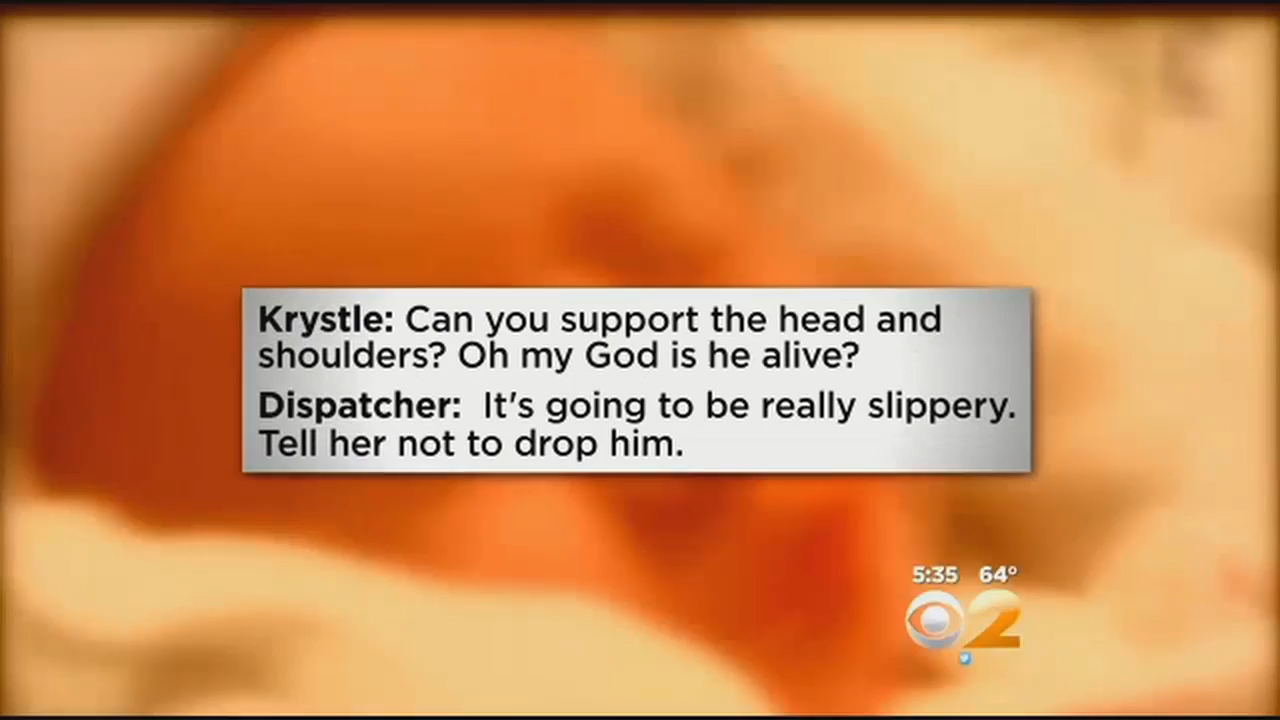 Krystle: Can you support the head and
shoulders? Oh my God is he alive?
Dispatcher: It's going to be really slippery.
Tell her not to drop him.
5:35 64°
2